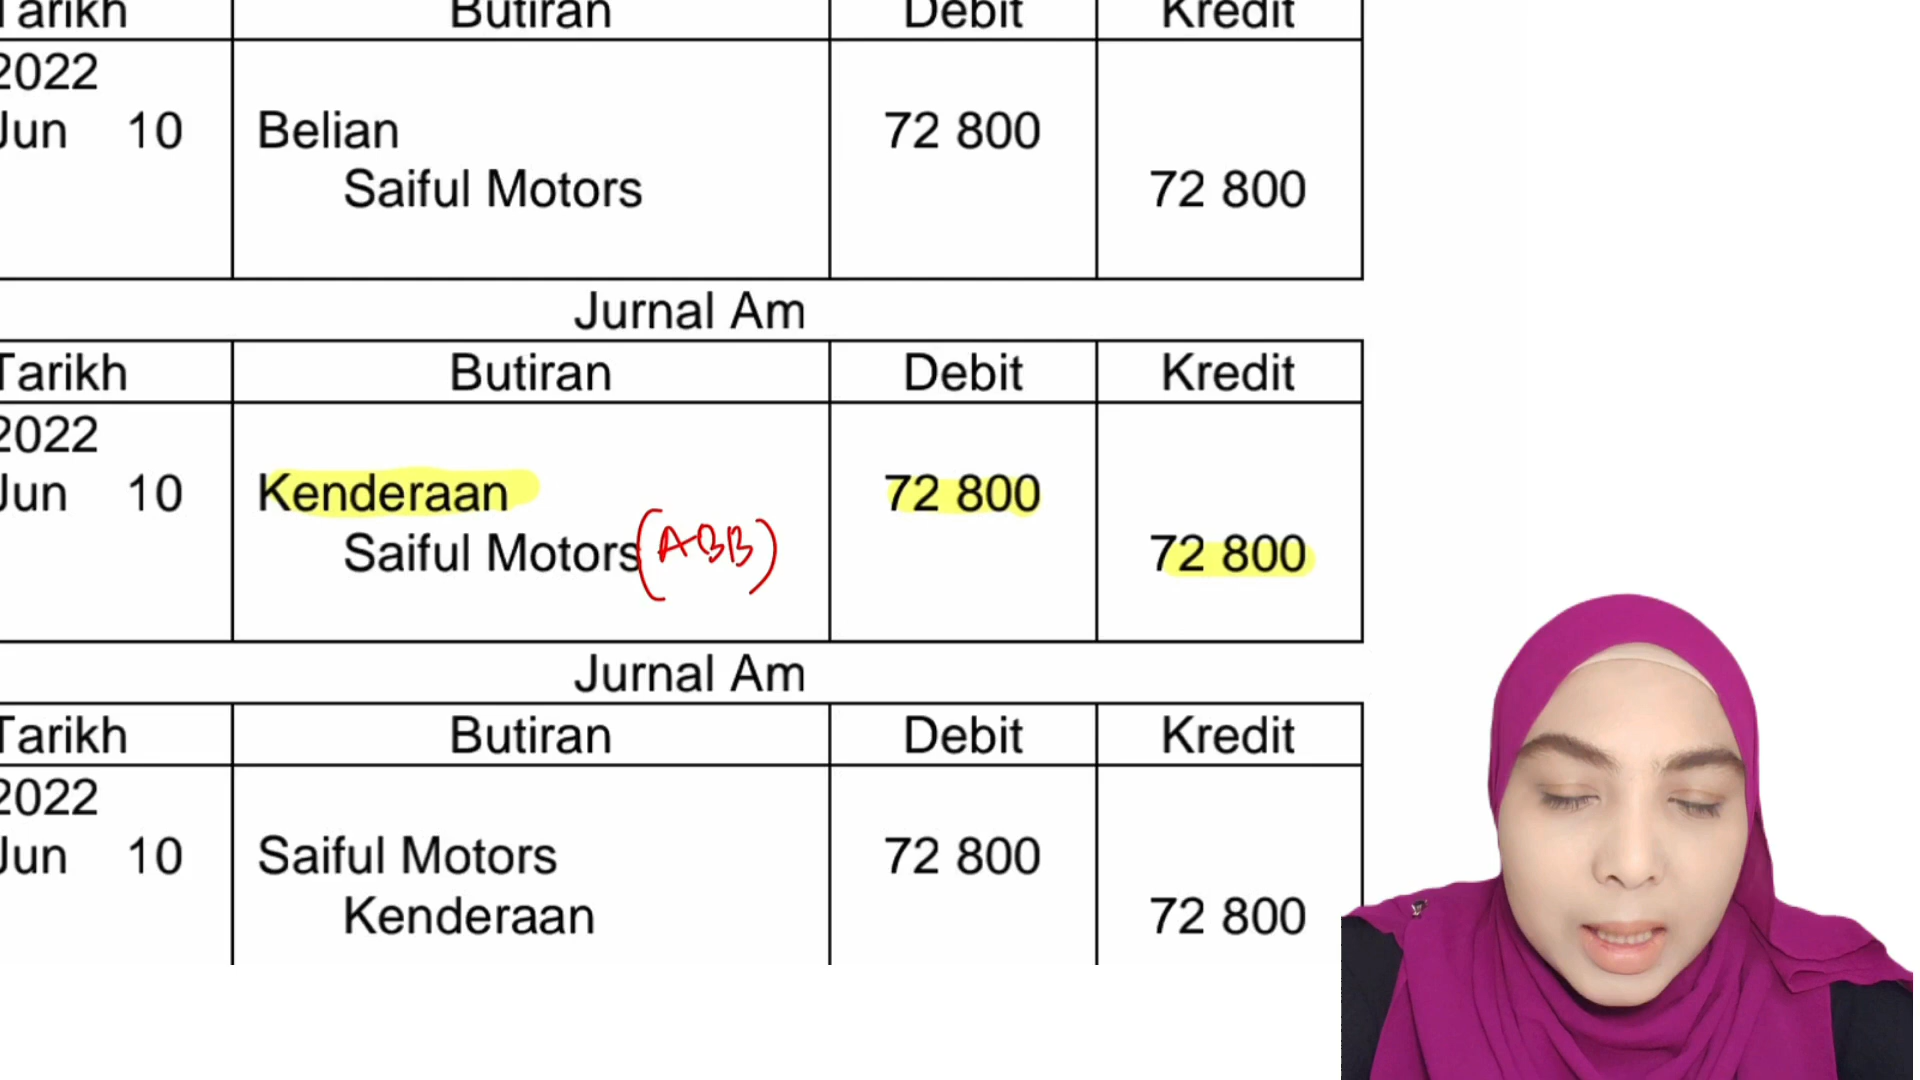 Tarikh Butiran Debit Kredit
2022
Jun 10 Belian 72 800
Saiful Motors 72 800
Jurnal Am
Tarikh Butiran Debit Kredit
2022
Jun 10 Kenderaan 72 800
Saiful Motors (ABB) 72 800
Jurnal Am
Tarikh Butiran Debit Kredit
2022
Jun 10 Saiful Motors 72 800
Kenderaan 72 800